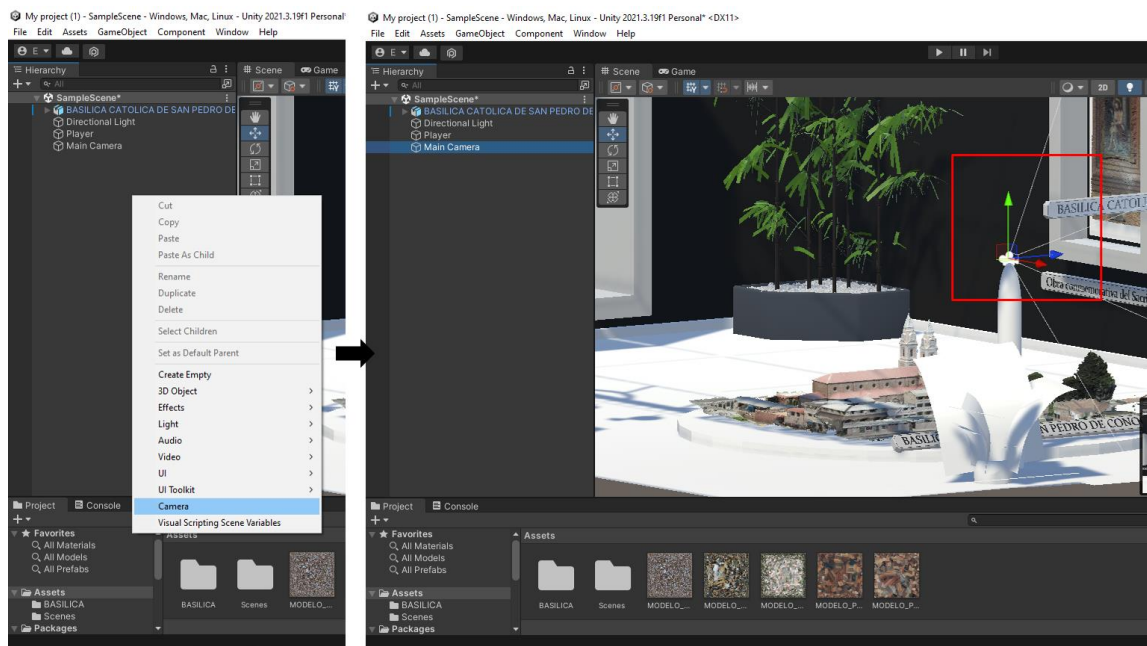 My project (1) - SampleScene - Windows, Mac, Linux - Unity 2021.3.19f1 Personal*
File Edit Assets GameObject Component Window Help
E
Hierarchy
Scene Game
All
SampleScene*
BASILICA CATOLICA DE SAN PEDRO DE
Directional Light
Player
Main Camera
Cut
Copy
Paste
Paste As Child
Rename
Duplicate
Delete
Select Children
Set as Default Parent
Create Empty
3D Object
Effects
Light
Audio
Video
UI
UI Toolkit
Camera
Visual Scripting Scene Variables
Project Console
Favorites
All Materials
All Models
All Prefabs
Assets
BASILICA
Scenes
Packages
Assets
BASILICA Scenes MODELO_...
My project (1) - SampleScene - Windows, Mac, Linux - Unity 2021.3.19f1 Personal* <DX11>
File Edit Assets GameObject Component Window Help
E
Hierarchy
Scene Game
All
2D
SampleScene*
BASILICA CATOLICA DE SAN PEDRO DE
Directional Light
Player
Main Camera
BASILICA CATOLI
Obra conmemorativa del San
BASILIC
N PEDRO DE CONC
Project Console
Favorites
All Materials
All Models
All Prefabs
Assets
BASILICA
Scenes
Packages
Assets
BASILICA Scenes MODELO_... MODELO_... MODELO_... MODELO_P... MODELO_P...